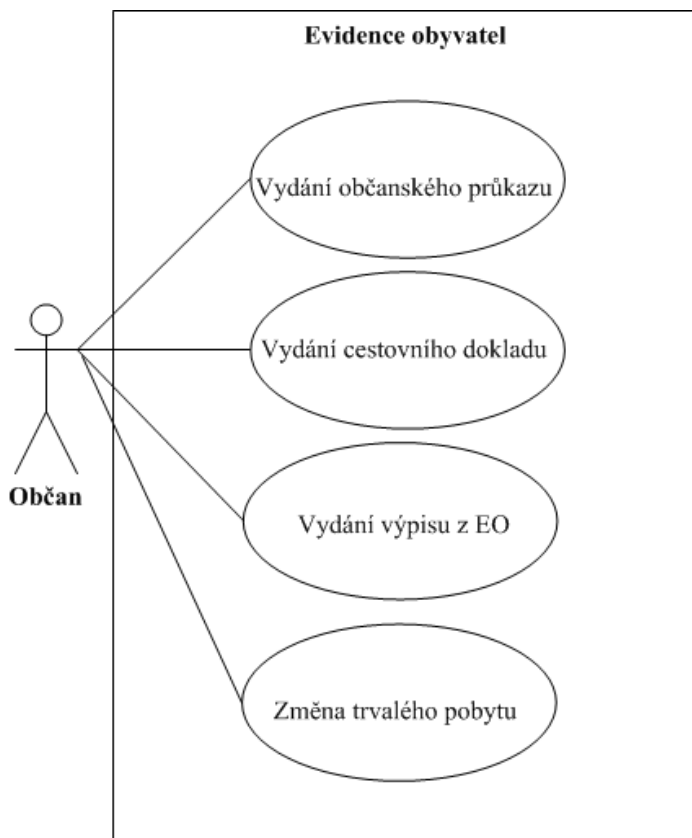 Evidence obyvatel
Vydání občanského průkazu
Vydání cestovního dokladu
Občan
Vydání výpisu z EO
Změna trvalého pobytu